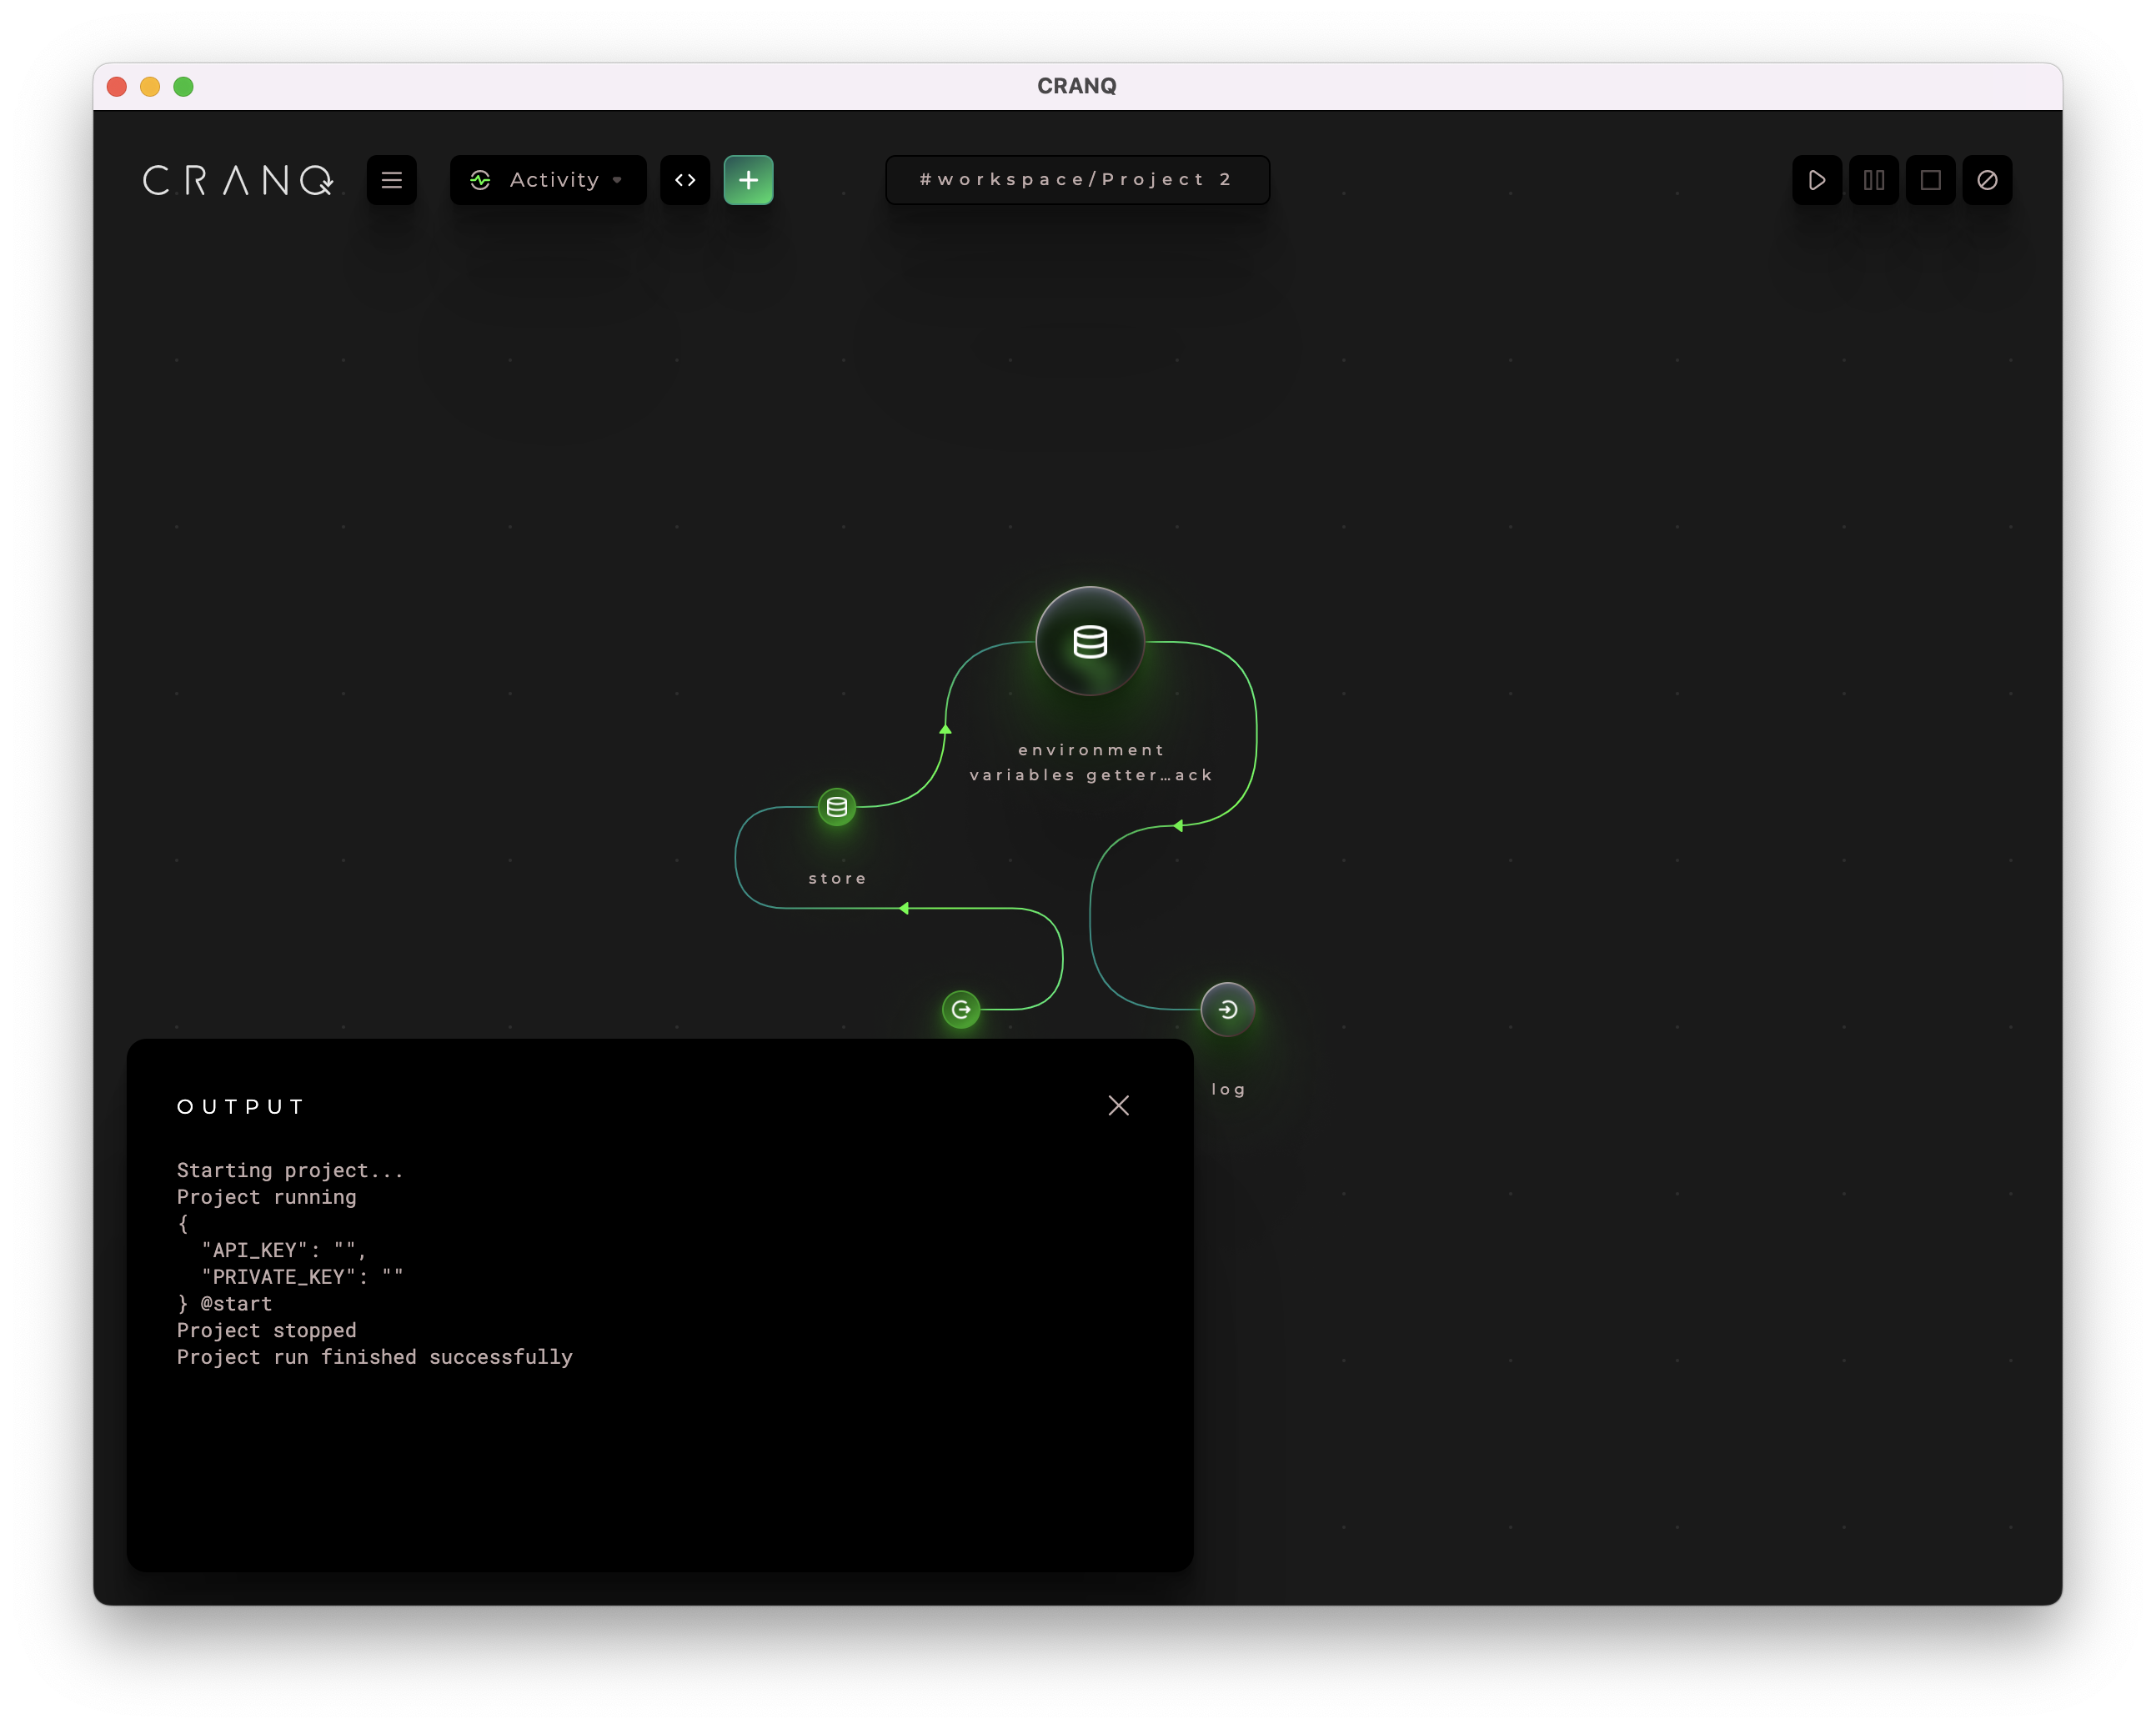 CRANQ
CRANQ
Activity
#workspace/Project 2
environment
variables getter…ack
store
log
OUTPUT
Starting project...
Project running
{
  "API_KEY": "",
  "PRIVATE_KEY": ""
} @start
Project stopped
Project run finished successfully